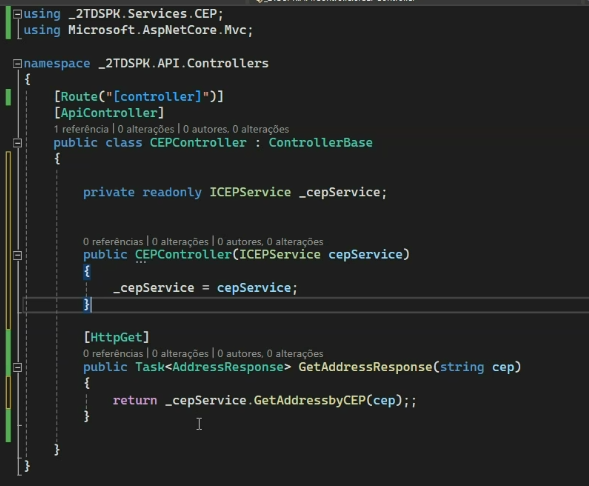 using _2TDSPK.Services.CEP;
using Microsoft.AspNetCore.Mvc;
namespace _2TDSPK.API.Controllers
{
[Route("[controller]")]
[ApiController]
1 referência | 0 alterações | 0 autores, 0 alterações
public class CEPController : ControllerBase
{
private readonly ICEPService _cepService;
0 referências | 0 alterações | 0 autores, 0 alterações
public CEPController(ICEPService cepService)
{
_cepService = cepService;
}
[HttpGet]
0 referências | 0 alterações | 0 autores, 0 alterações
public Task<AddressResponse> GetAddressResponse(string cep)
{
return _cepService.GetAddressbyCEP(cep);;
}
}
}